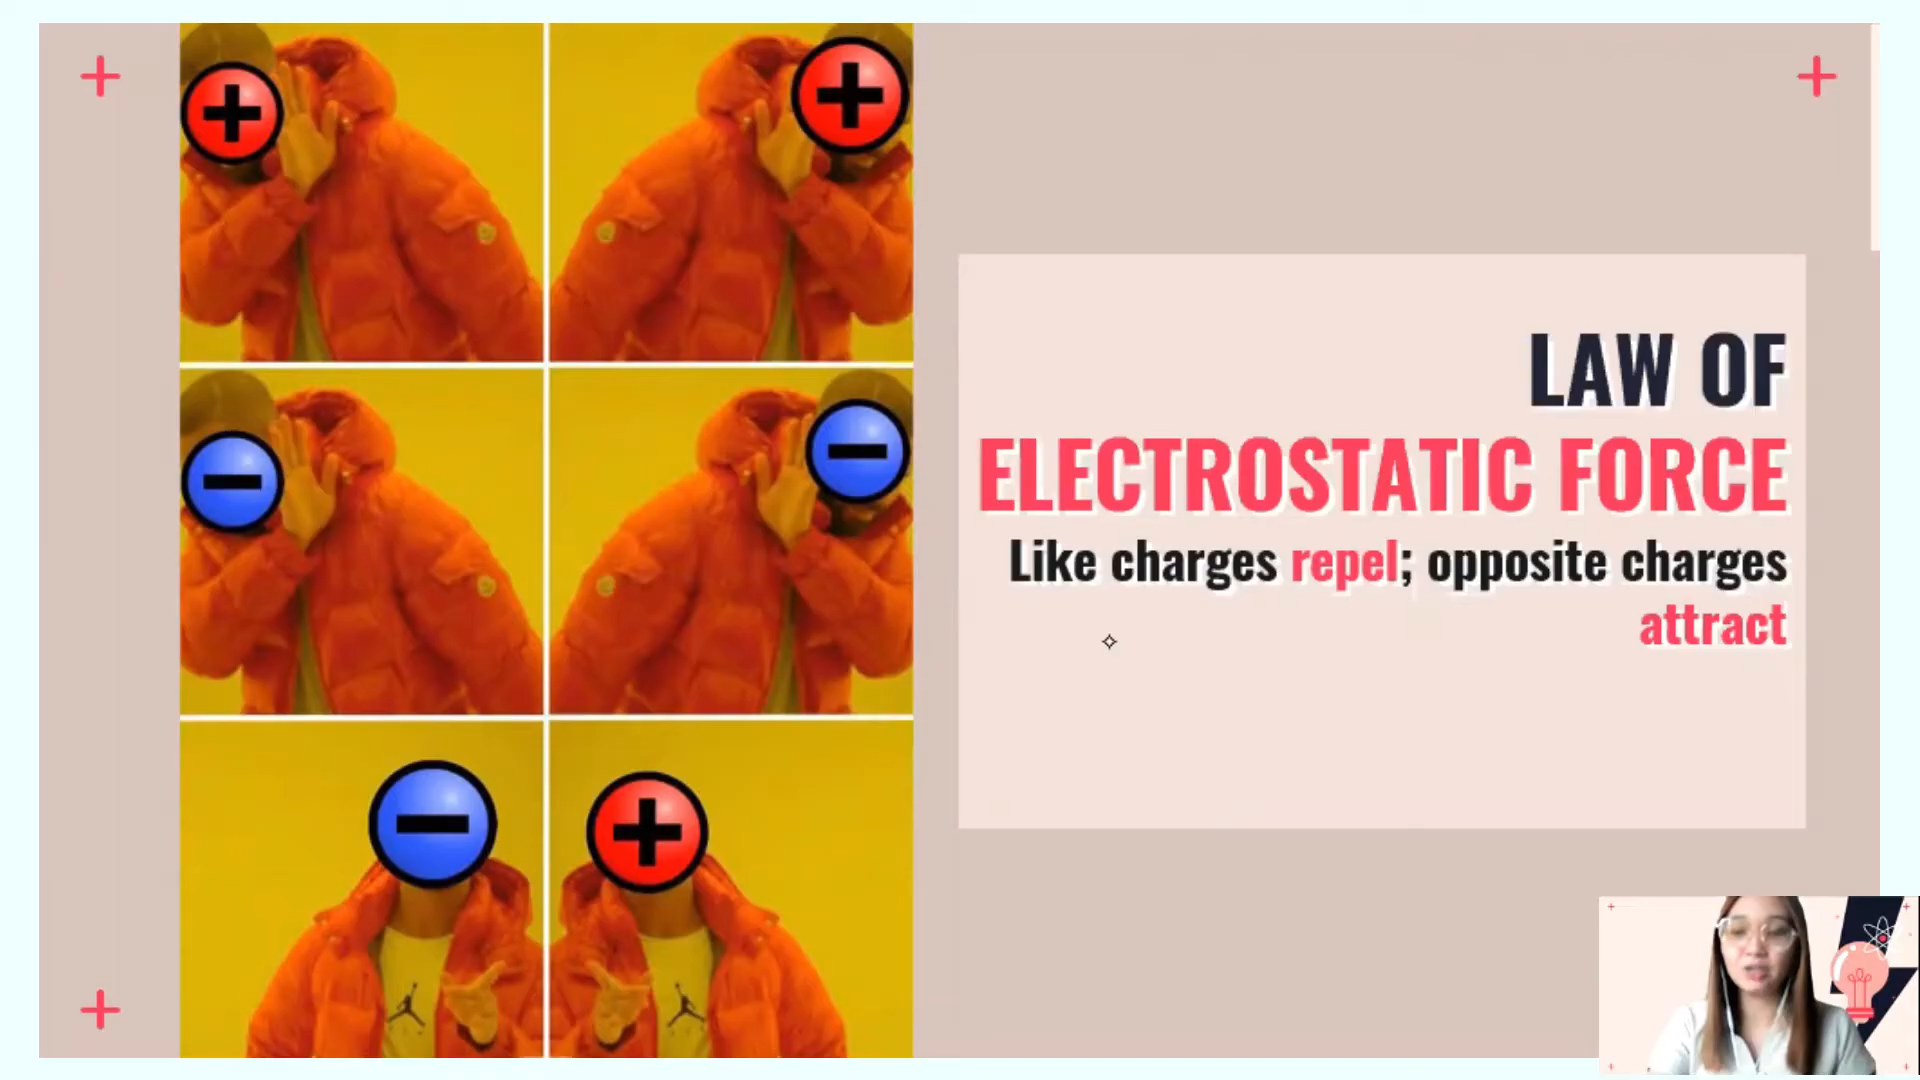 LAW OF
ELECTROSTATIC FORCE
Like charges repel; opposite charges
attract